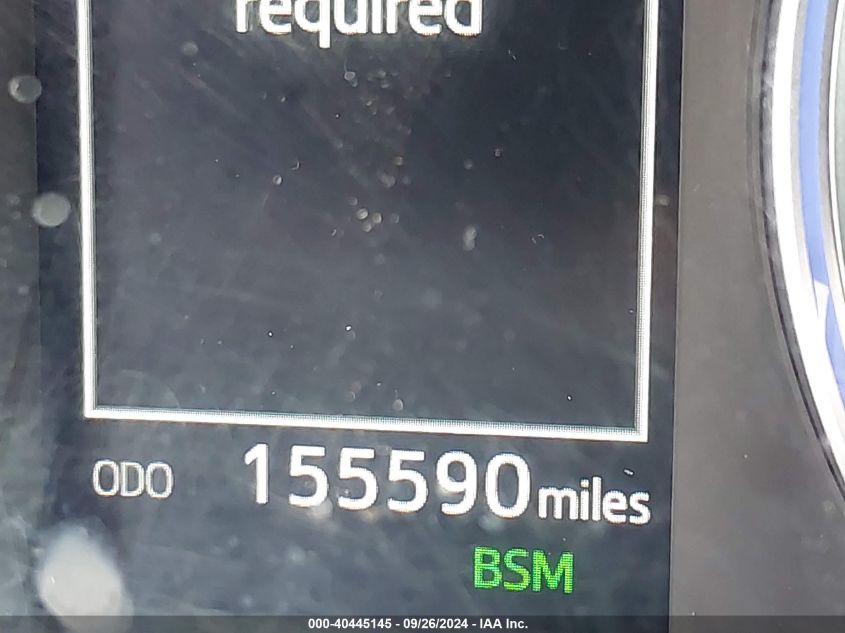 required
ODO 155590 miles
BSM
000-40445145 - 09/26/2024 - IAA Inc.